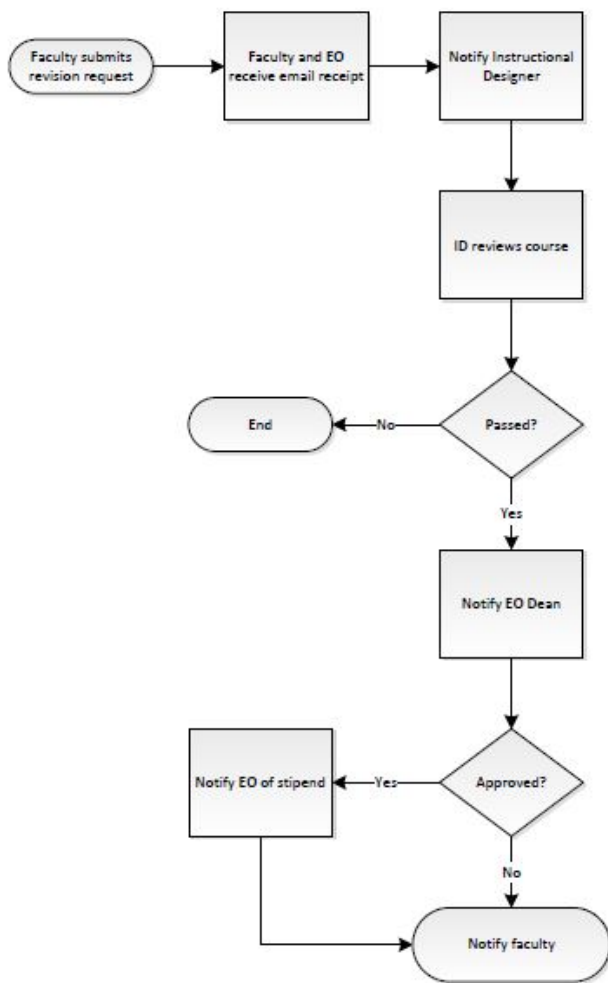 Faculty submits
revision request
Faculty and EO
receive email receipt
Notify Instructional
Designer
ID reviews course
Passed?
No
End
Yes
Notify EO Dean
Approved?
Yes
Notify EO of stipend
No
Notify faculty